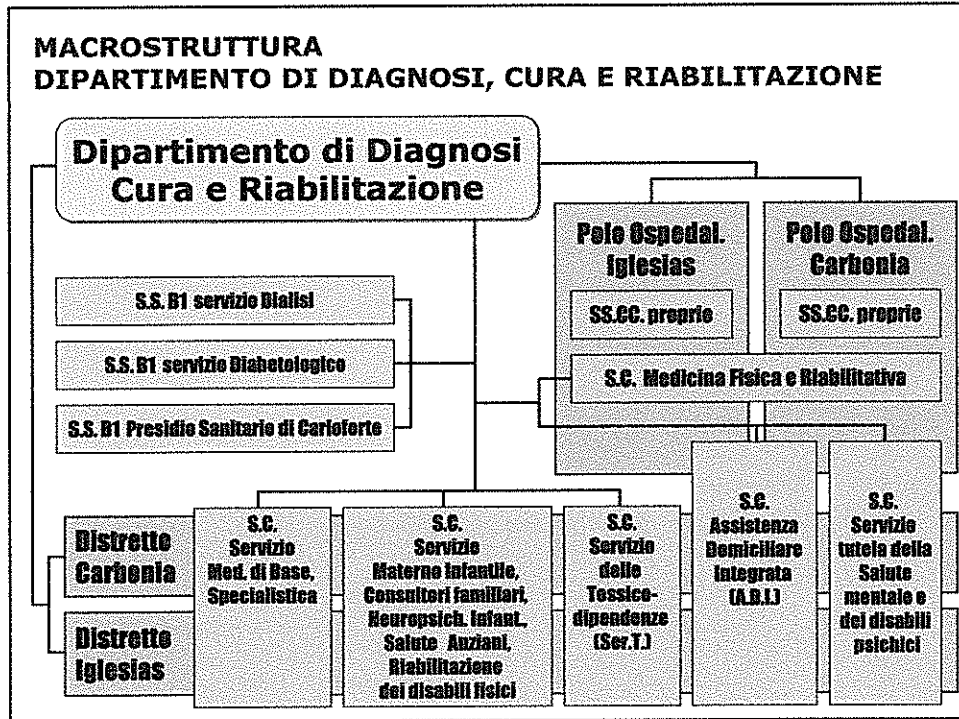 MACROSTRUTTURA
DIPARTIMENTO DI DIAGNOSI, CURA E RIABILITAZIONE
Dipartimento di Diagnosi
Cura e Riabilitazione
Polo Ospedal.
Iglesias
SS.CC. proprie
Polo Ospedal.
Carbonia
SS.CC. proprie
S.S. B1 servizio Dialisi
S.S. B1 servizio Diabetologico
S.S. B1 Presidio Sanitario di Carloforte
S.C. Medicina Fisica e Riabilitativa
Distretto
Carbonia
Distretto
Iglesias
S.C.
Servizio
Med. di Base,
Specialistica
S.C.
Servizio
Materno Infantile,
Consultori familiari,
Neuropsich. Infant.,
Salute Anziani,
Riabilitazione
dei disabili fisici
S.C.
Servizio
delle
Tossico-
dipendenze
(Ser.T.)
S.C.
Assistenza
Domiciliare
Integrata
(A.D.I.)
S.C.
Servizio
tutela della
Salute
mentale e
dei disabili
psichici